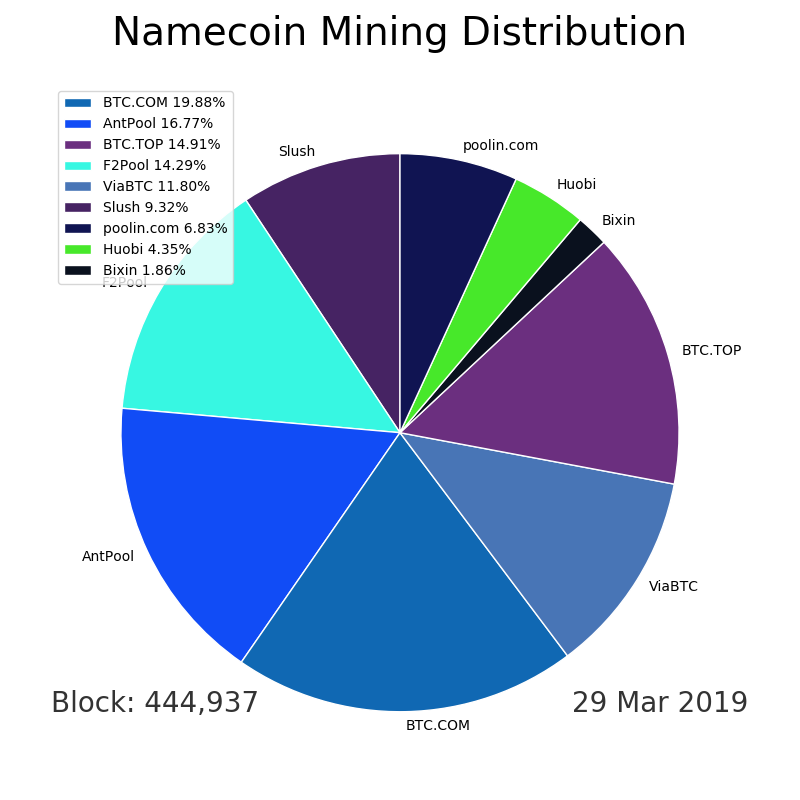 Namecoin Mining Distribution
BTC.COM 19.88%
AntPool 16.77%
BTC.TOP 14.91%
F2Pool 14.29%
ViaBTC 11.80%
Slush 9.32%
poolin.com 6.83%
Huobi 4.35%
Bixin 1.86%
Slush
poolin.com
Huobi
Bixin
F2Pool
BTC.TOP
AntPool
ViaBTC
Block: 444,937
29 Mar 2019
BTC.COM